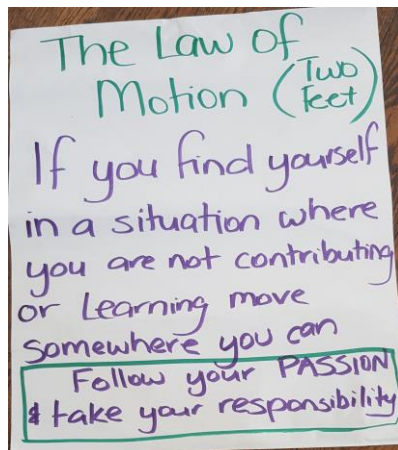 The Law of
Motion (Two
Feet)
If you find yourself
in a situation where
you are not contributing
or Learning move
somewhere you can
Follow your PASSION
& take your responsibility